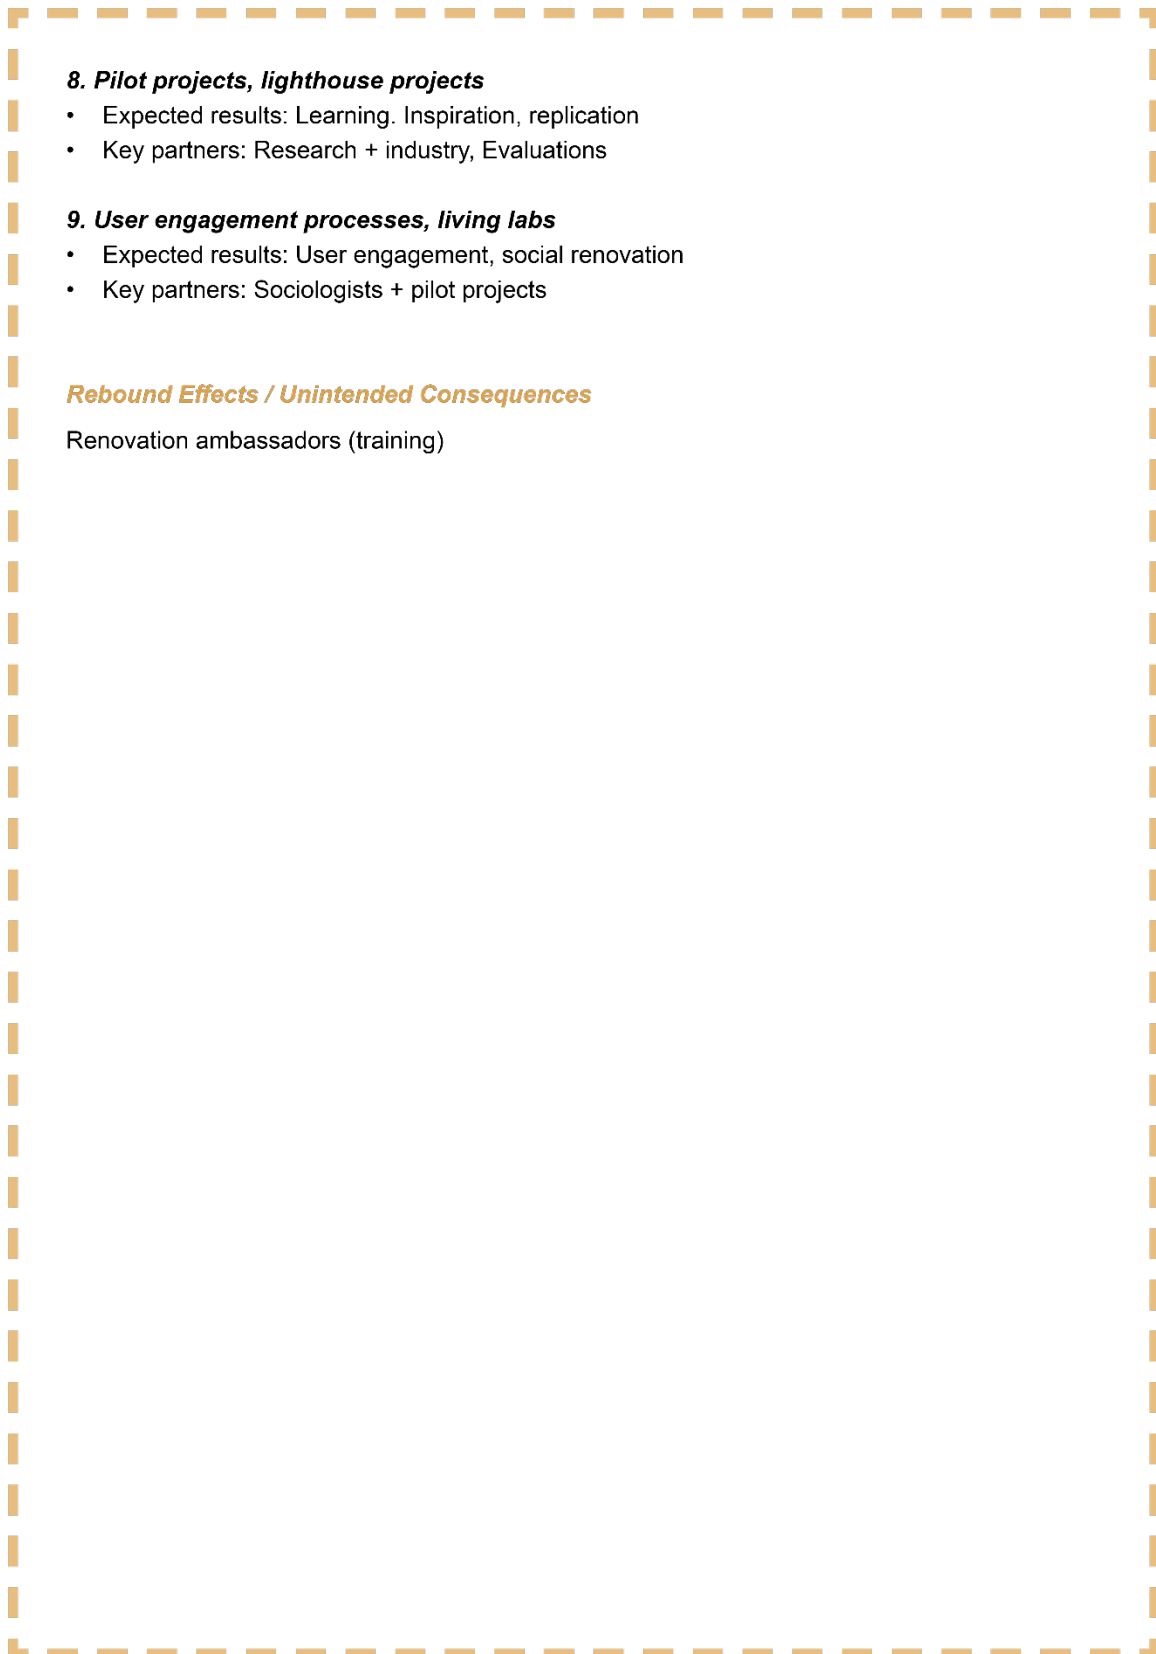 8. Pilot projects, lighthouse projects
• Expected results: Learning. Inspiration, replication
• Key partners: Research + industry, Evaluations
9. User engagement processes, living labs
• Expected results: User engagement, social renovation
• Key partners: Sociologists + pilot projects
Rebound Effects / Unintended Consequences
Renovation ambassadors (training)